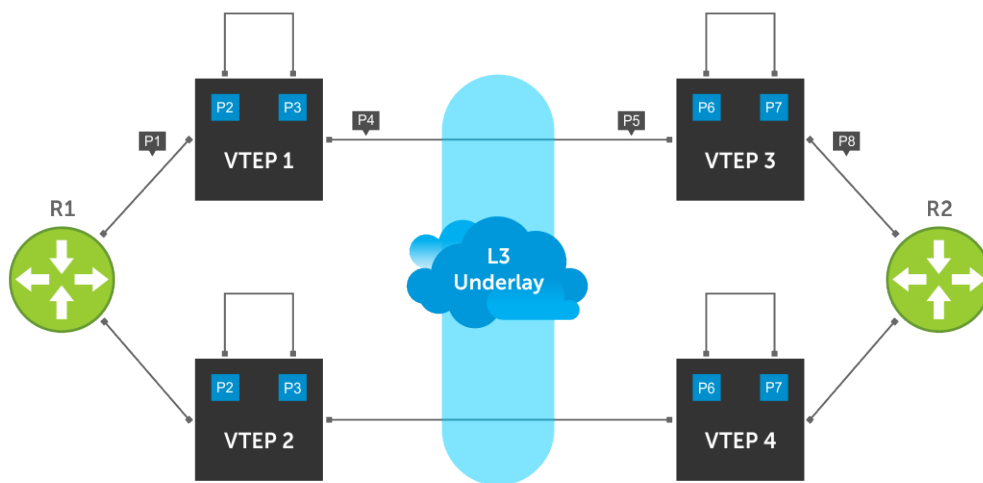 P2
P3
P6
P7
P1
P4
P5
P8
VTEP 1
VTEP 3
R1
R2
L3
Underlay
P2
P3
P6
P7
VTEP 2
VTEP 4